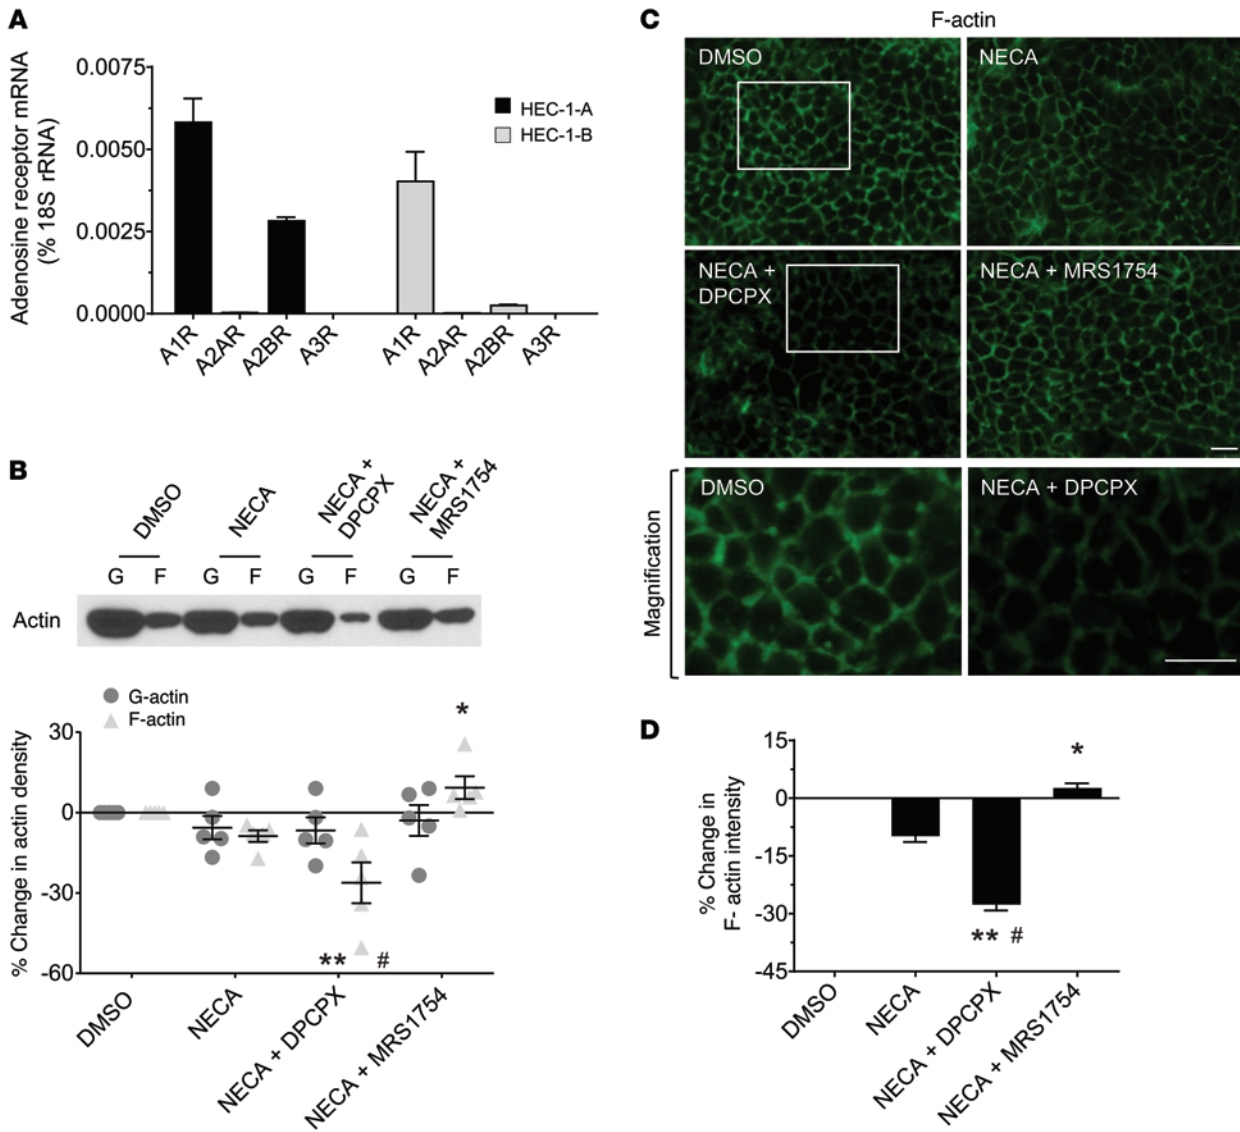 A
Adenosine receptor mRNA
(% 18S rRNA)
0.0075
0.0050
0.0025
0.0000
HEC-1-A
HEC-1-B
A1R
A2AR
A2BR
A3R
A1R
A2AR
A2BR
A3R
B
DMSO
NECA
NECA +
DPCPX
NECA +
MRS1754
G F G F G F G F
Actin
G-actin
F-actin
% Change in actin density
30
0
-30
-60
*
** #
DMSO
NECA
NECA + DPCPX
NECA + MRS1754
C
F-actin
DMSO
NECA
NECA +
DPCPX
NECA + MRS1754
Magnification
DMSO
NECA + DPCPX
D
% Change in
F- actin intensity
15
0
-15
-30
-45
*
** #
DMSO
NECA
NECA + DPCPX
NECA + MRS1754